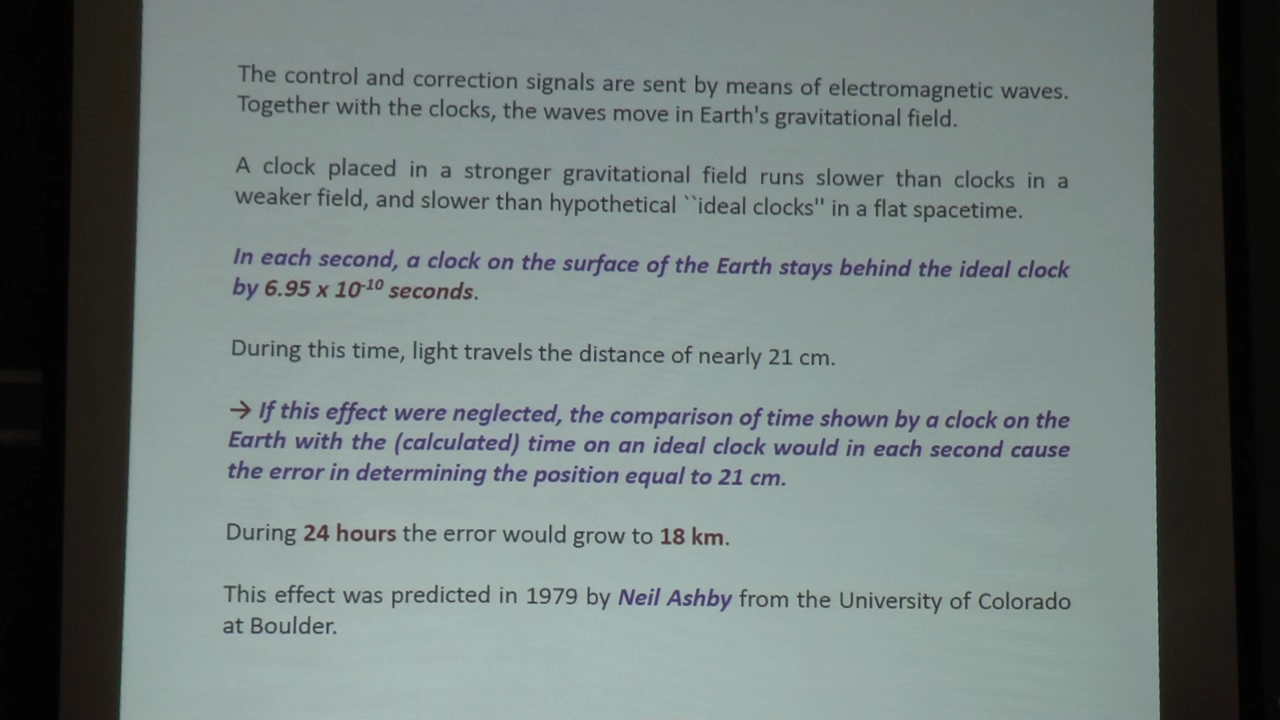 The control and correction signals are sent by means of electromagnetic waves.
Together with the clocks, the waves move in Earth's gravitational field.
A clock placed in a stronger gravitational field runs slower than clocks in a
weaker field, and slower than hypothetical ``ideal clocks" in a flat spacetime.
In each second, a clock on the surface of the Earth stays behind the ideal clock
by 6.95 x 10⁻¹⁰ seconds.
During this time, light travels the distance of nearly 21 cm.
→ If this effect were neglected, the comparison of time shown by a clock on the
Earth with the (calculated) time on an ideal clock would in each second cause
the error in determining the position equal to 21 cm.
During 24 hours the error would grow to 18 km.
This effect was predicted in 1979 by Neil Ashby from the University of Colorado
at Boulder.